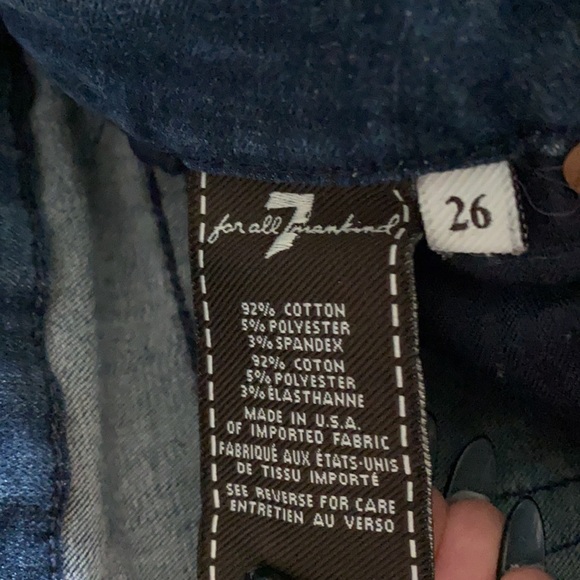 7
for all mankind
26
92% COTTON
5% POLYESTER
3% SPANDEX
92% COTON
5% POLYESTER
3% ÉLASTHANNE
MADE IN U.S.A.
OF IMPORTED FABRIC
FABRIQUÉ AUX ÉTATS-UNIS
DE TISSU IMPORTÉ
SEE REVERSE FOR CARE
ENTRETIEN AU VERSO